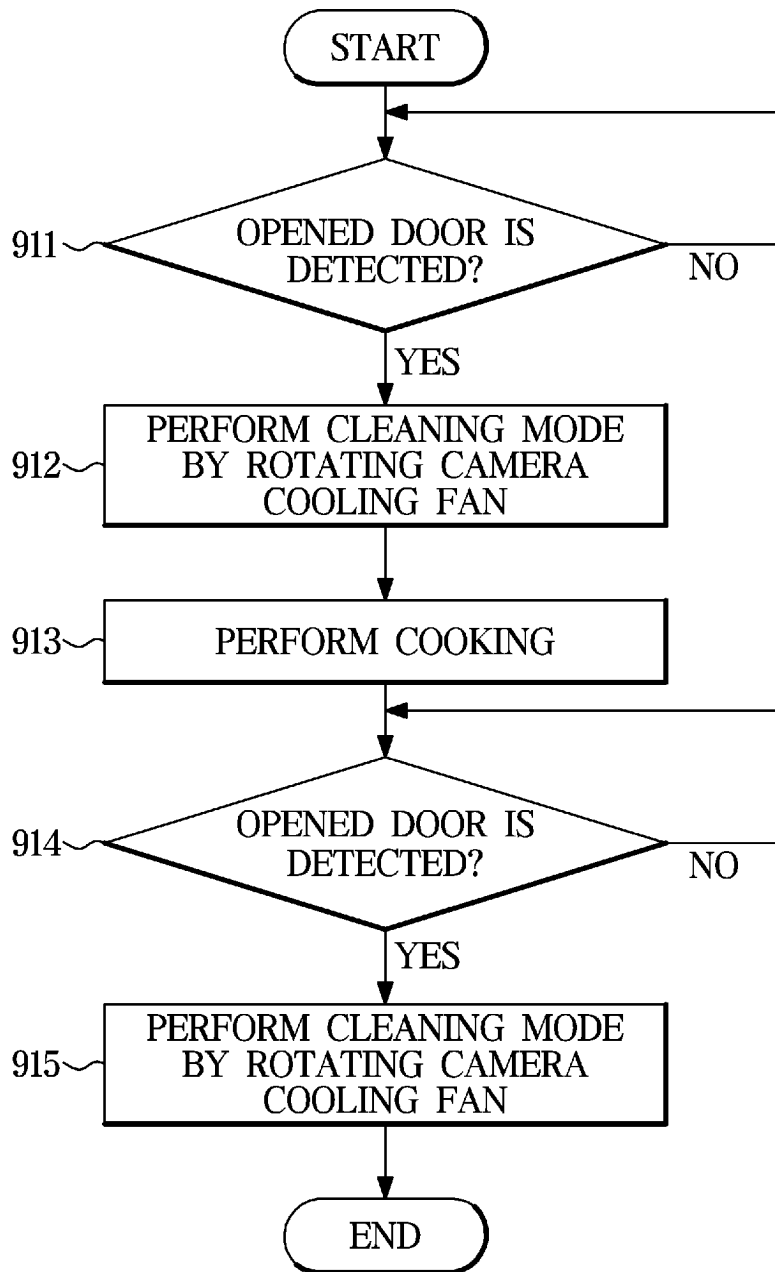 START
911
OPENED DOOR IS
DETECTED?
NO
YES
912
PERFORM CLEANING MODE
BY ROTATING CAMERA
COOLING FAN
913
PERFORM COOKING
914
OPENED DOOR IS
DETECTED?
NO
YES
915
PERFORM CLEANING MODE
BY ROTATING CAMERA
COOLING FAN
END